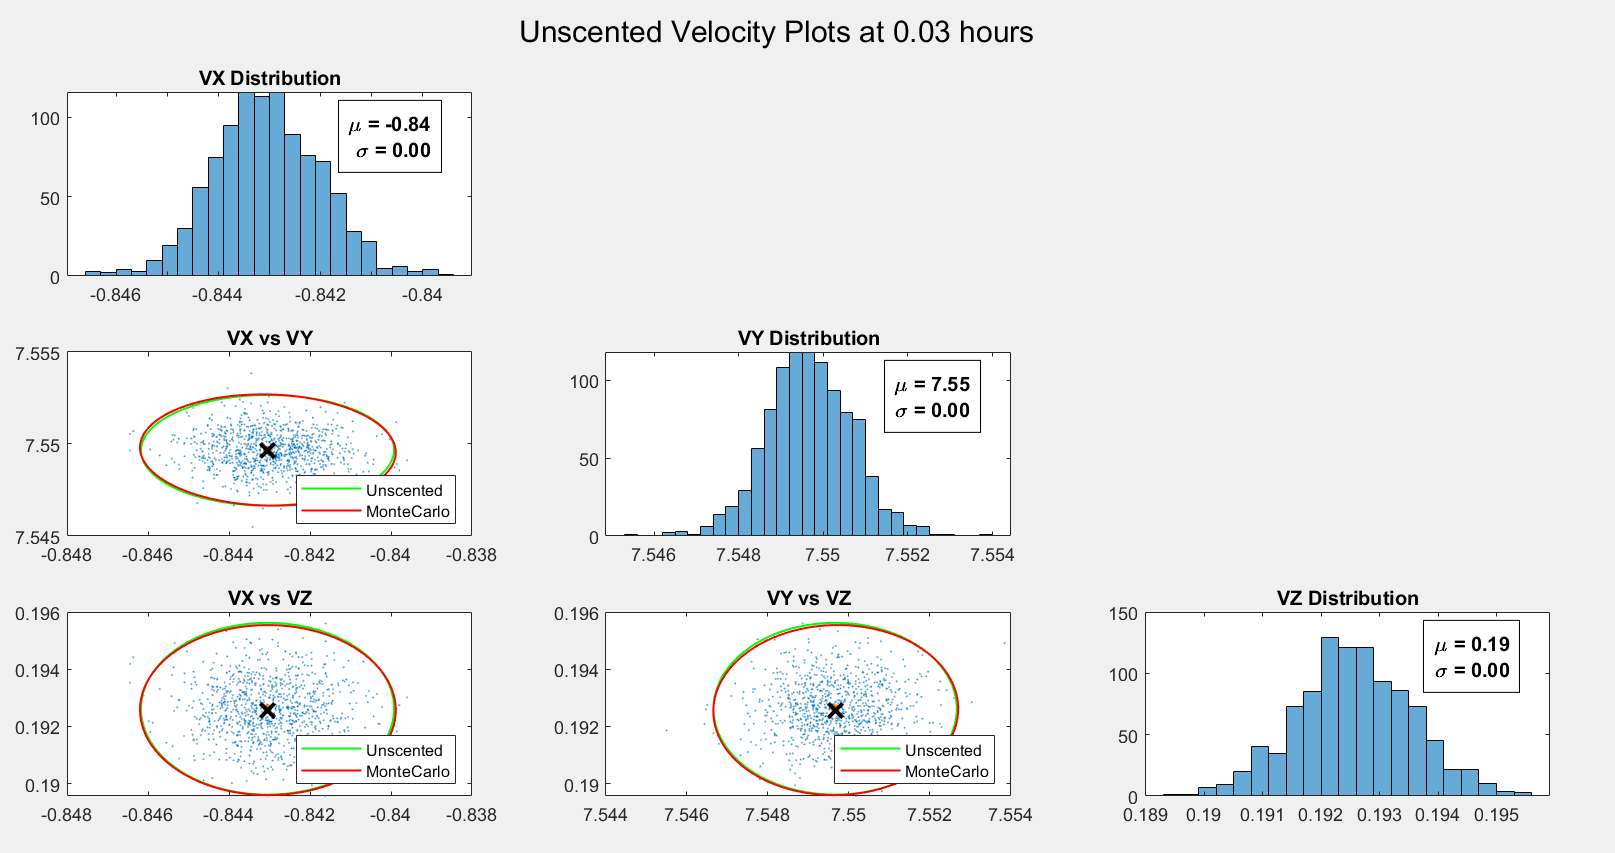 Unscented Velocity Plots at 0.03 hours
VX Distribution
100
50
0
μ = -0.84
σ = 0.00
-0.846 -0.844 -0.842 -0.84
VX vs VY
7.555
7.55
7.545
Unscented
MonteCarlo
-0.848 -0.846 -0.844 -0.842 -0.84 -0.838
VY Distribution
100
50
0
μ = 7.55
σ = 0.00
7.546 7.548 7.55 7.552 7.554
VX vs VZ
0.196
0.194
0.192
0.19
Unscented
MonteCarlo
-0.848 -0.846 -0.844 -0.842 -0.84 -0.838
VY vs VZ
0.196
0.194
0.192
0.19
Unscented
MonteCarlo
7.544 7.546 7.548 7.55 7.552 7.554
VZ Distribution
150
100
50
0
μ = 0.19
σ = 0.00
0.189 0.19 0.191 0.192 0.193 0.194 0.195